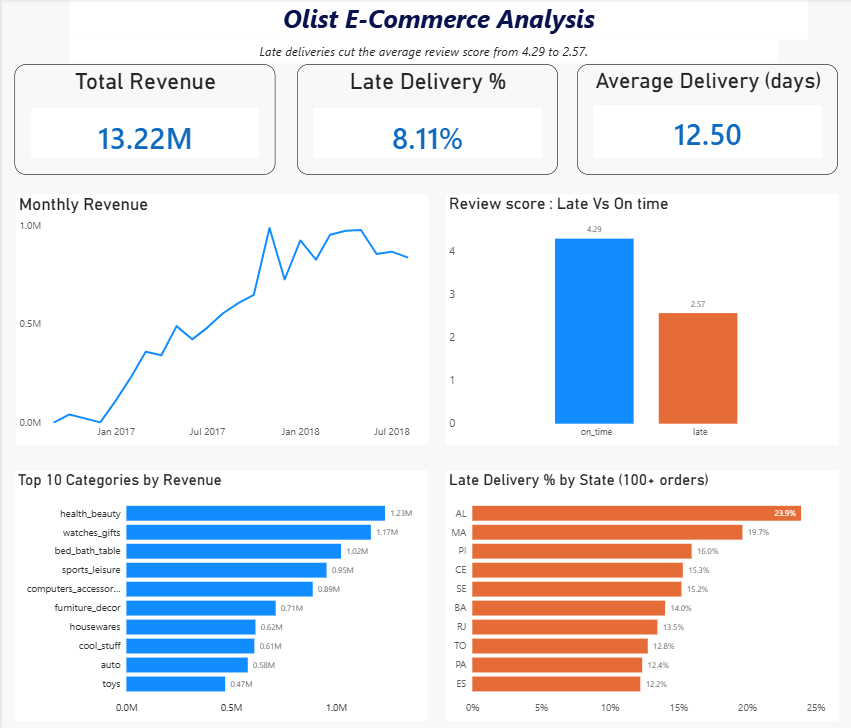 Olist E-Commerce Analysis
Late deliveries cut the average review score from 4.29 to 2.57.
Total Revenue
13.22M
Late Delivery %
8.11%
Average Delivery (days)
12.50
Monthly Revenue
1.0M
0.5M
0.0M
Jan 2017 Jul 2017 Jan 2018 Jul 2018
Review score : Late Vs On time
4
3
2
1
0
4.29
2.57
on_time late
Top 10 Categories by Revenue
health_beauty 1.23M
watches_gifts 1.17M
bed_bath_table 1.02M
sports_leisure 0.95M
computers_accessor... 0.89M
furniture_decor 0.71M
housewares 0.62M
cool_stuff 0.61M
auto 0.58M
toys 0.47M
0.0M 0.5M 1.0M
Late Delivery % by State (100+ orders)
AL 23.9%
MA 19.7%
PI 16.0%
CE 15.3%
SE 15.2%
BA 14.0%
RJ 13.5%
TO 12.8%
PA 12.4%
ES 12.2%
0% 5% 10% 15% 20% 25%